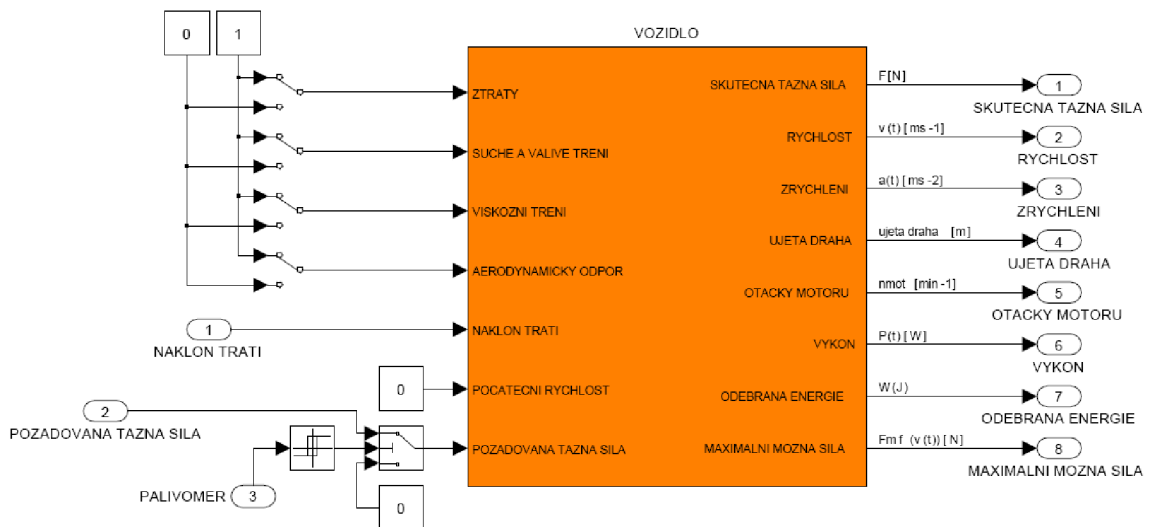 0
1
VOZIDLO
ZTRATY
SUCHE A VALIVE TRENI
VISKOZNI TRENI
AERODYNAMICKY ODPOR
1
NAKLON TRATI
NAKLON TRATI
0
POCATECNI RYCHLOST
2
POZADOVANA TAZNA SILA
POZADOVANA TAZNA SILA
PALIVOMER
3
0
SKUTECNA TAZNA SILA
F[N]
1
SKUTECNA TAZNA SILA
RYCHLOST
v(t) [ms -1]
2
RYCHLOST
ZRYCHLENI
a(t) [ms -2]
3
ZRYCHLENI
UJETA DRAHA
ujeta draha [m]
4
UJETA DRAHA
OTACKY MOTORU
nmot [min -1]
5
OTACKY MOTORU
VYKON
P(t) [W]
6
VYKON
ODEBRANA ENERGIE
W(J)
7
ODEBRANA ENERGIE
MAXIMALNI MOZNA SILA
Fm f (v(t)) [N]
8
MAXIMALNI MOZNA SILA